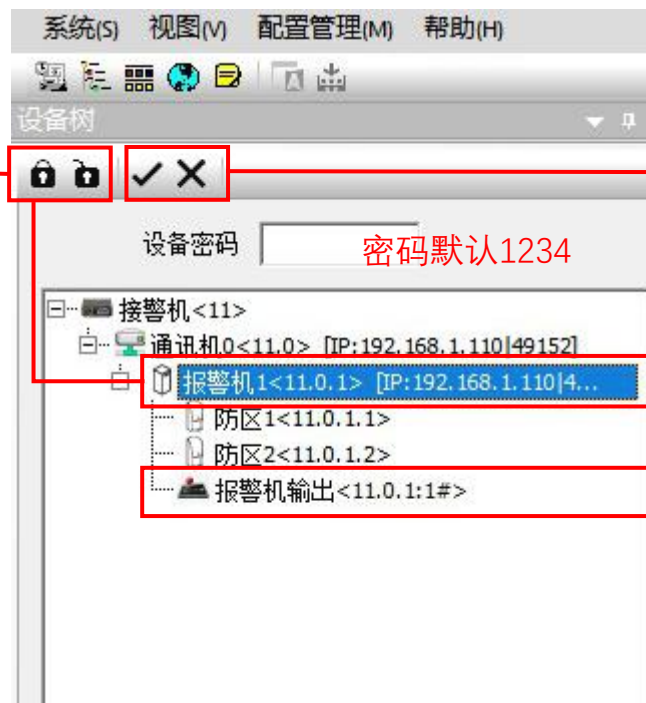 系统(S) 视图(V) 配置管理(M) 帮助(H)
设备树
设备密码 密码默认1234
接警机<11>
通讯机0<11.0> [IP:192.168.1.110|49152]
报警机1<11.0.1> [IP:192.168.1.110|4...
防区1<11.0.1.1>
防区2<11.0.1.2>
报警机输出<11.0.1:1#>